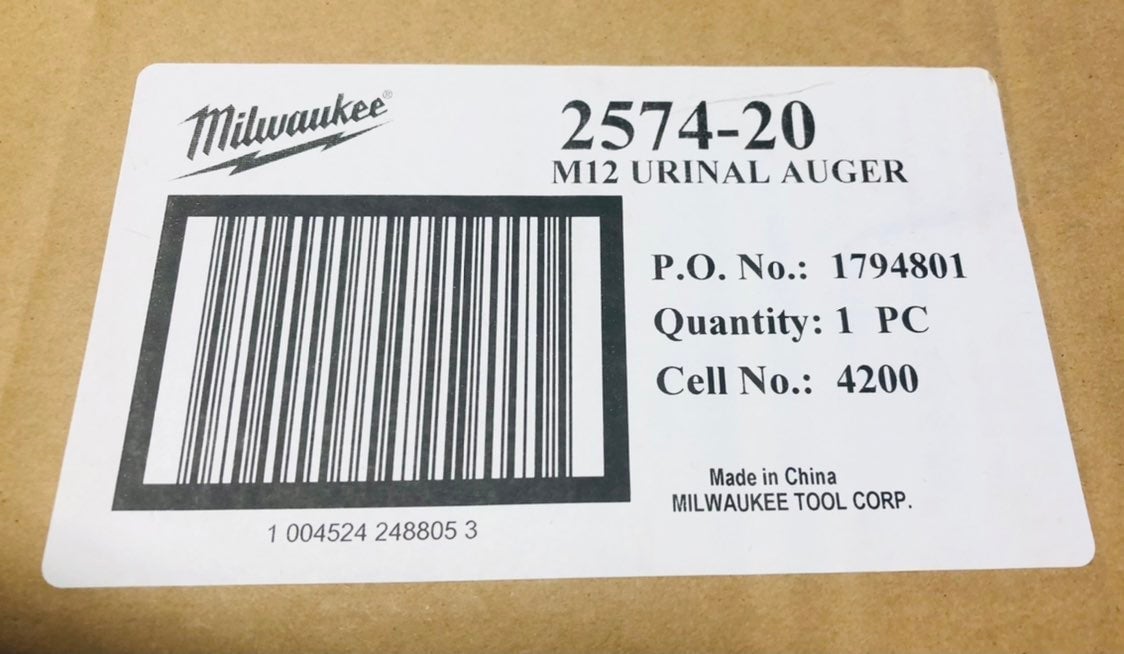 Milwaukee®
2574-20
M12 URINAL AUGER
P.O. No.: 1794801
Quantity: 1 PC
Cell No.: 4200
Made in China
MILWAUKEE TOOL CORP.
1 004524 248805 3